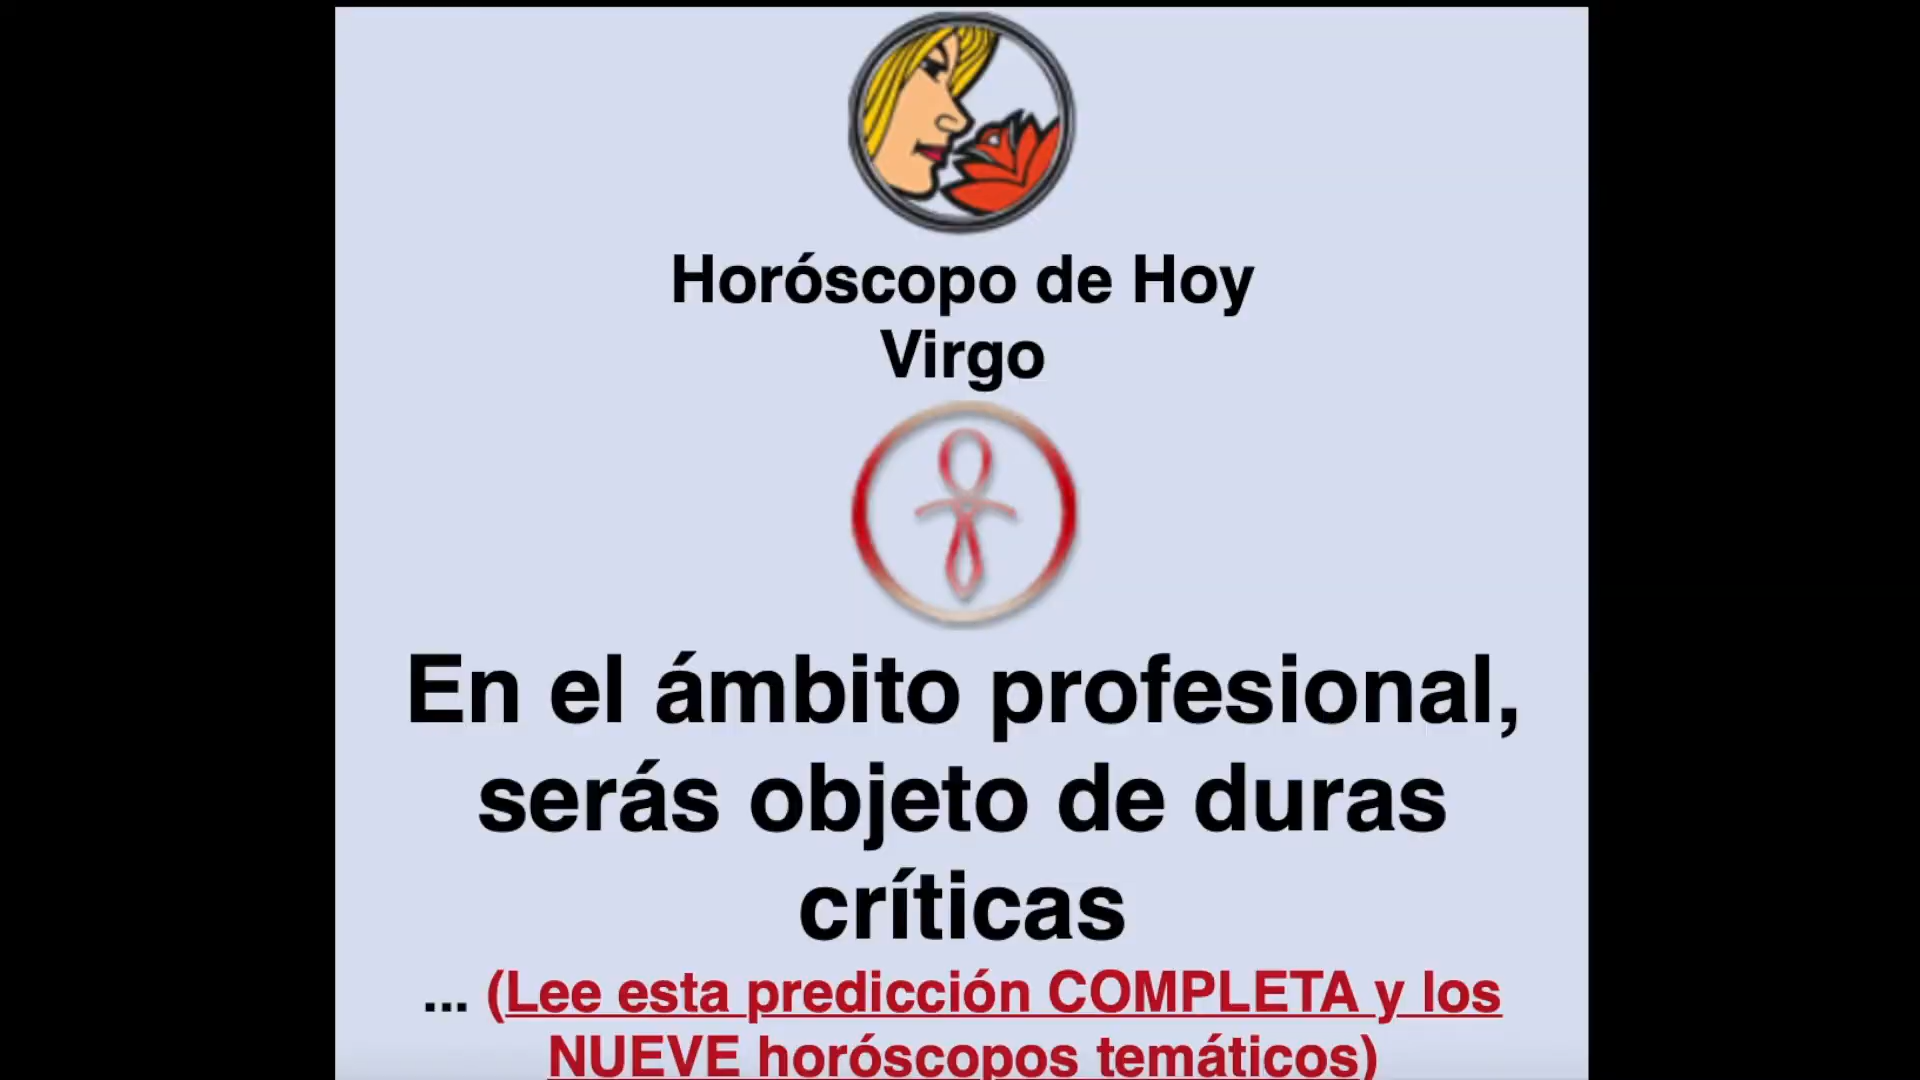 Horóscopo de Hoy
Virgo
En el ámbito profesional,
serás objeto de duras
críticas
... (Lee esta predicción COMPLETA y los
NUEVE horóscopos temáticos)